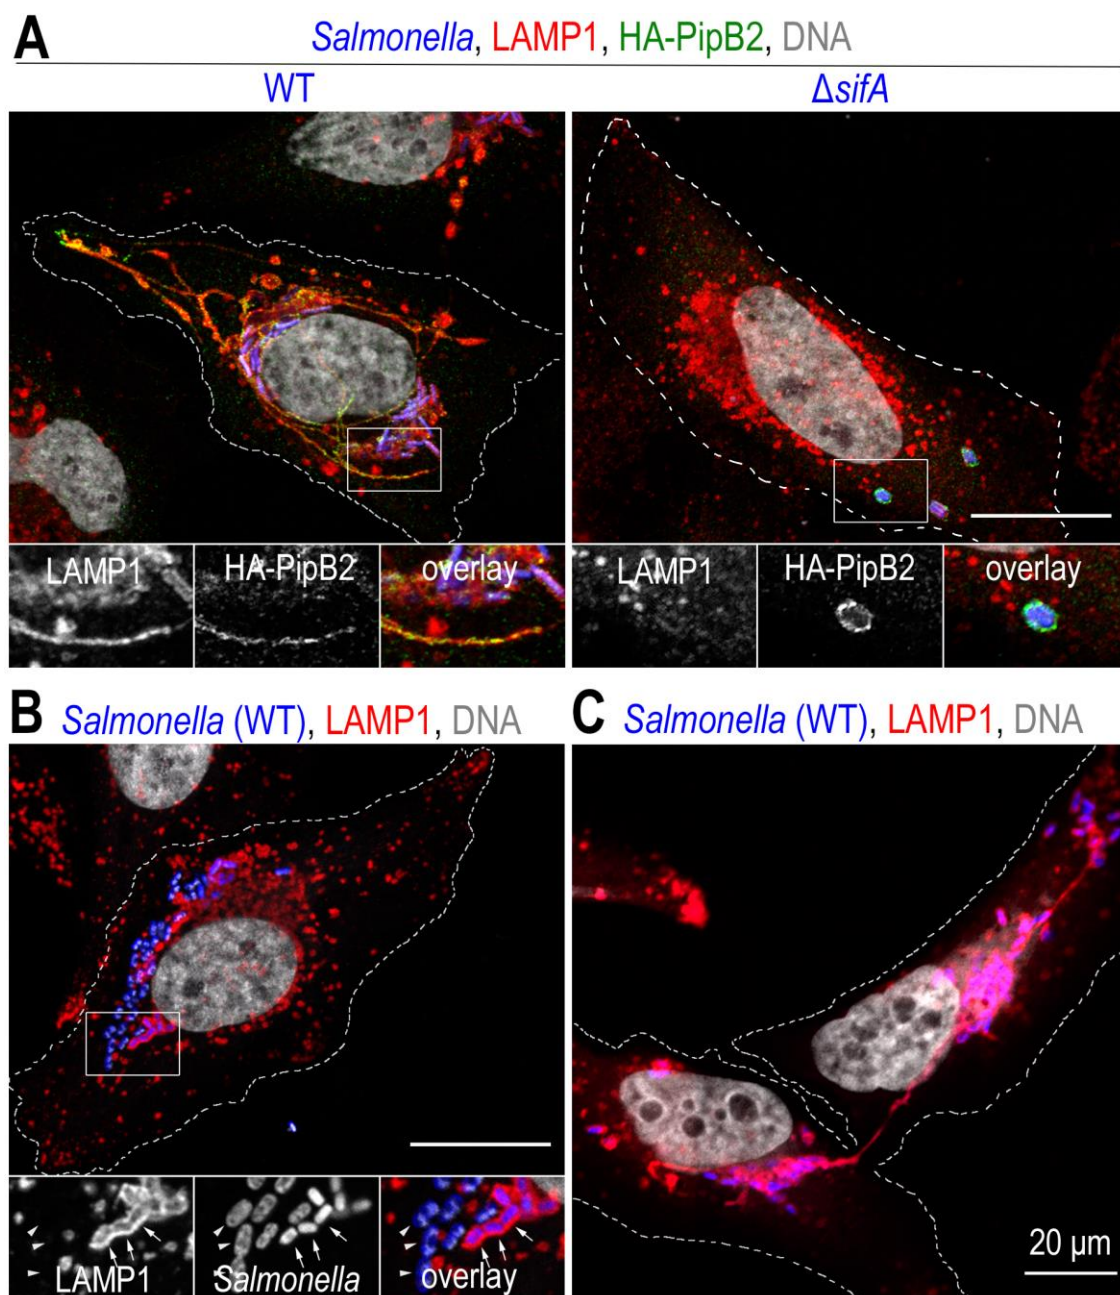 A
Salmonella, LAMP1, HA-PipB2, DNA
WT
ΔsifA
LAMP1
HA-PipB2
overlay
LAMP1
HA-PipB2
overlay
B
Salmonella (WT), LAMP1, DNA
LAMP1
Salmonella
overlay
C
Salmonella (WT), LAMP1, DNA
20 µm